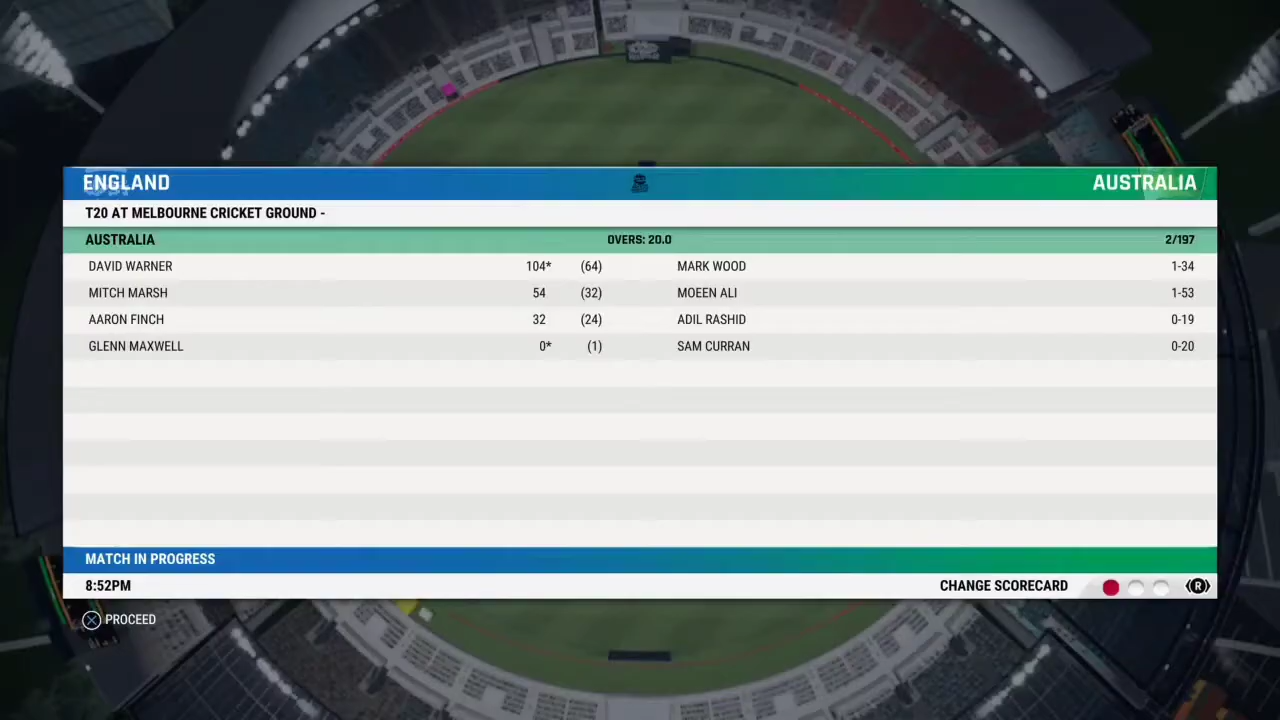 ENGLAND AUSTRALIA
T20 AT MELBOURNE CRICKET GROUND -
AUSTRALIA OVERS: 20.0 2/197
DAVID WARNER 104* (64) MARK WOOD 1-34
MITCH MARSH 54 (32) MOEEN ALI 1-53
AARON FINCH 32 (24) ADIL RASHID 0-19
GLENN MAXWELL 0* (1) SAM CURRAN 0-20
MATCH IN PROGRESS
8:52PM CHANGE SCORECARD R
PROCEED